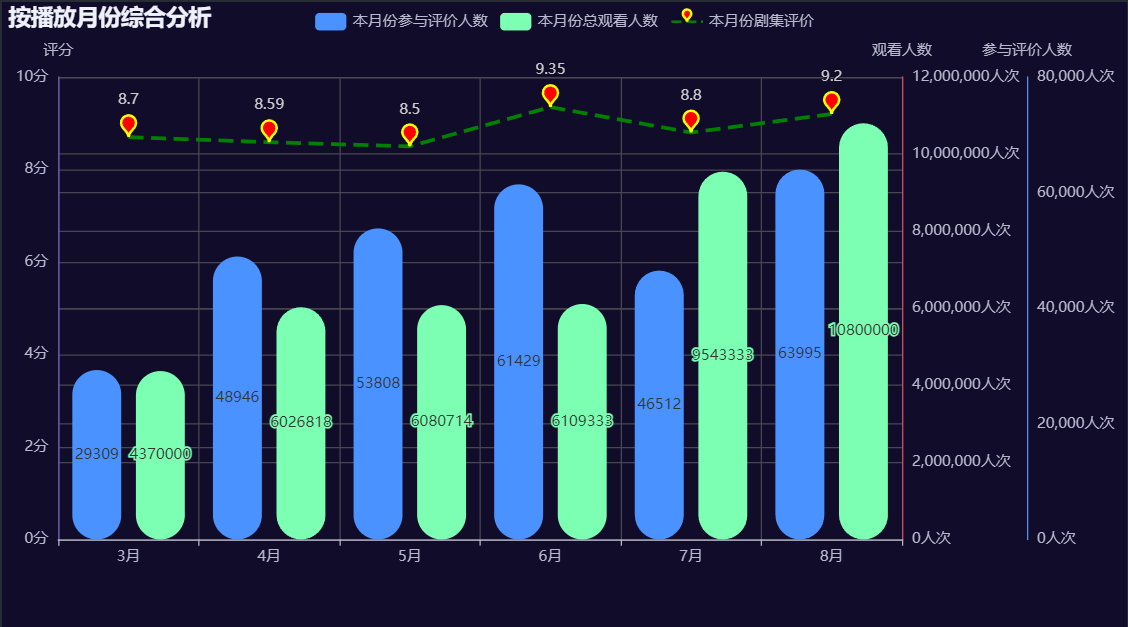 按播放月份综合分析
本月份参与评价人数 本月份总观看人数 本月份剧集评价
评分 观看人数 参与评价人数
10分 8.7 8.59 8.5 9.35 8.8 9.2 12,000,000人次 80,000人次
10,000,000人次
8分
60,000人次
8,000,000人次
6分
6,000,000人次 40,000人次
10800000
4分 61429 9543333 63995
53808
4,000,000人次
48946 46512
6026818 6080714 6109333 20,000人次
2分
29309 4370000 2,000,000人次
0分 0人次 0人次
3月 4月 5月 6月 7月 8月